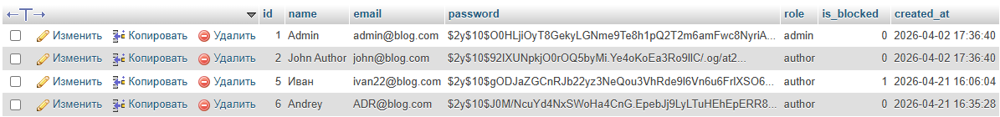 id name email password role is_blocked created_at
Изменить Копировать Удалить 1 Admin admin@blog.com $2y$10$O0HLjiOyT8GekyLGNme9Te8h1pQ2T2m6amFwc8NyriA... admin 0 2026-04-02 17:36:40
Изменить Копировать Удалить 2 John Author john@blog.com $2y$10$92IXUNpkjO0rOQ5byMi.Ye4oKoEa3Ro9llC/.og/at2... author 0 2026-04-02 17:36:40
Изменить Копировать Удалить 5 Иван ivan22@blog.com $2y$10$gODJaZGCnRJb22yz3NeQou3VhRde9l6Vn6u6FrlXSO6... author 1 2026-04-21 16:06:04
Изменить Копировать Удалить 6 Andrey ADR@blog.com $2y$10$J0M/NcuYd4NxSWoHa4CnG.EpebJj9LyLTuHEhEpERR8... author 0 2026-04-21 16:35:28